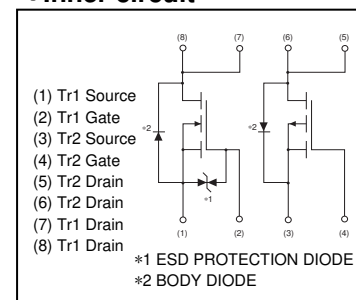 (8) (7) (6) (5)
(1) Tr1 Source
(2) Tr1 Gate
(3) Tr2 Source
(4) Tr2 Gate
(5) Tr2 Drain
(6) Tr2 Drain
(7) Tr1 Drain
(8) Tr1 Drain
∗2 ∗2
∗1
(1) (2) (3) (4)
∗1 ESD PROTECTION DIODE
∗2 BODY DIODE